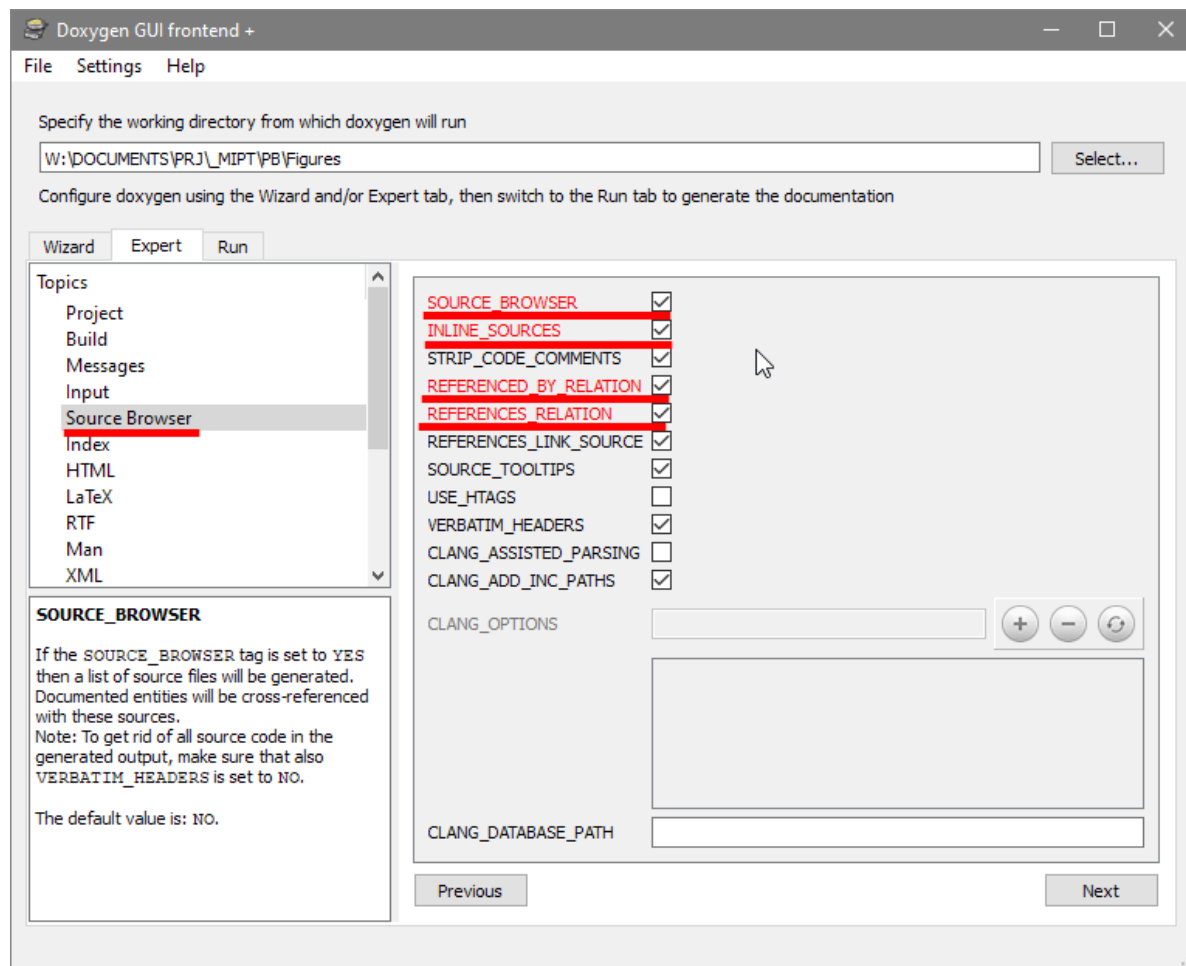 Doxygen GUI frontend +
File Settings Help
Specify the working directory from which doxygen will run
W:\DOCUMENTS\PRJ\_MIPT\PB\Figures
Select...
Configure doxygen using the Wizard and/or Expert tab, then switch to the Run tab to generate the documentation
Wizard Expert Run
Topics
Project
Build
Messages
Input
Source Browser
Index
HTML
LaTeX
RTF
Man
XML
SOURCE_BROWSER
If the SOURCE_BROWSER tag is set to YES
then a list of source files will be generated.
Documented entities will be cross-referenced
with these sources.
Note: To get rid of all source code in the
generated output, make sure that also
VERBATIM_HEADERS is set to NO.
The default value is: NO.
SOURCE_BROWSER
INLINE_SOURCES
STRIP_CODE_COMMENTS
REFERENCED_BY_RELATION
REFERENCES_RELATION
REFERENCES_LINK_SOURCE
SOURCE_TOOLTIPS
USE_HTAGS
VERBATIM_HEADERS
CLANG_ASSISTED_PARSING
CLANG_ADD_INC_PATHS
CLANG_OPTIONS
CLANG_DATABASE_PATH
Previous
Next